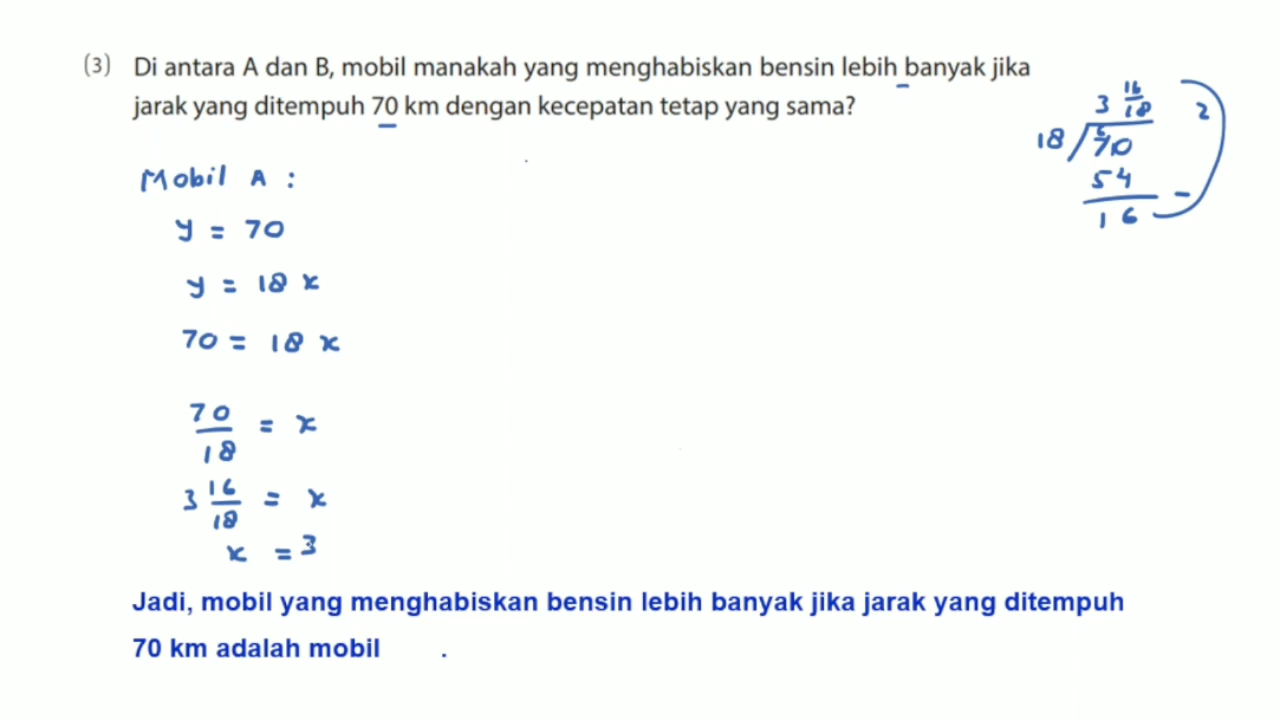 (3) Di antara A dan B, mobil manakah yang menghabiskan bensin lebih banyak jika
jarak yang ditempuh 70 km dengan kecepatan tetap yang sama?
Mobil A :
y = 70
y = 18 x
70 = 18 x
70/18 = x
3 16/18 = x
x = 3
3 16/18
18 / 70
6
54 -
16
2
Jadi, mobil yang menghabiskan bensin lebih banyak jika jarak yang ditempuh
70 km adalah mobil .